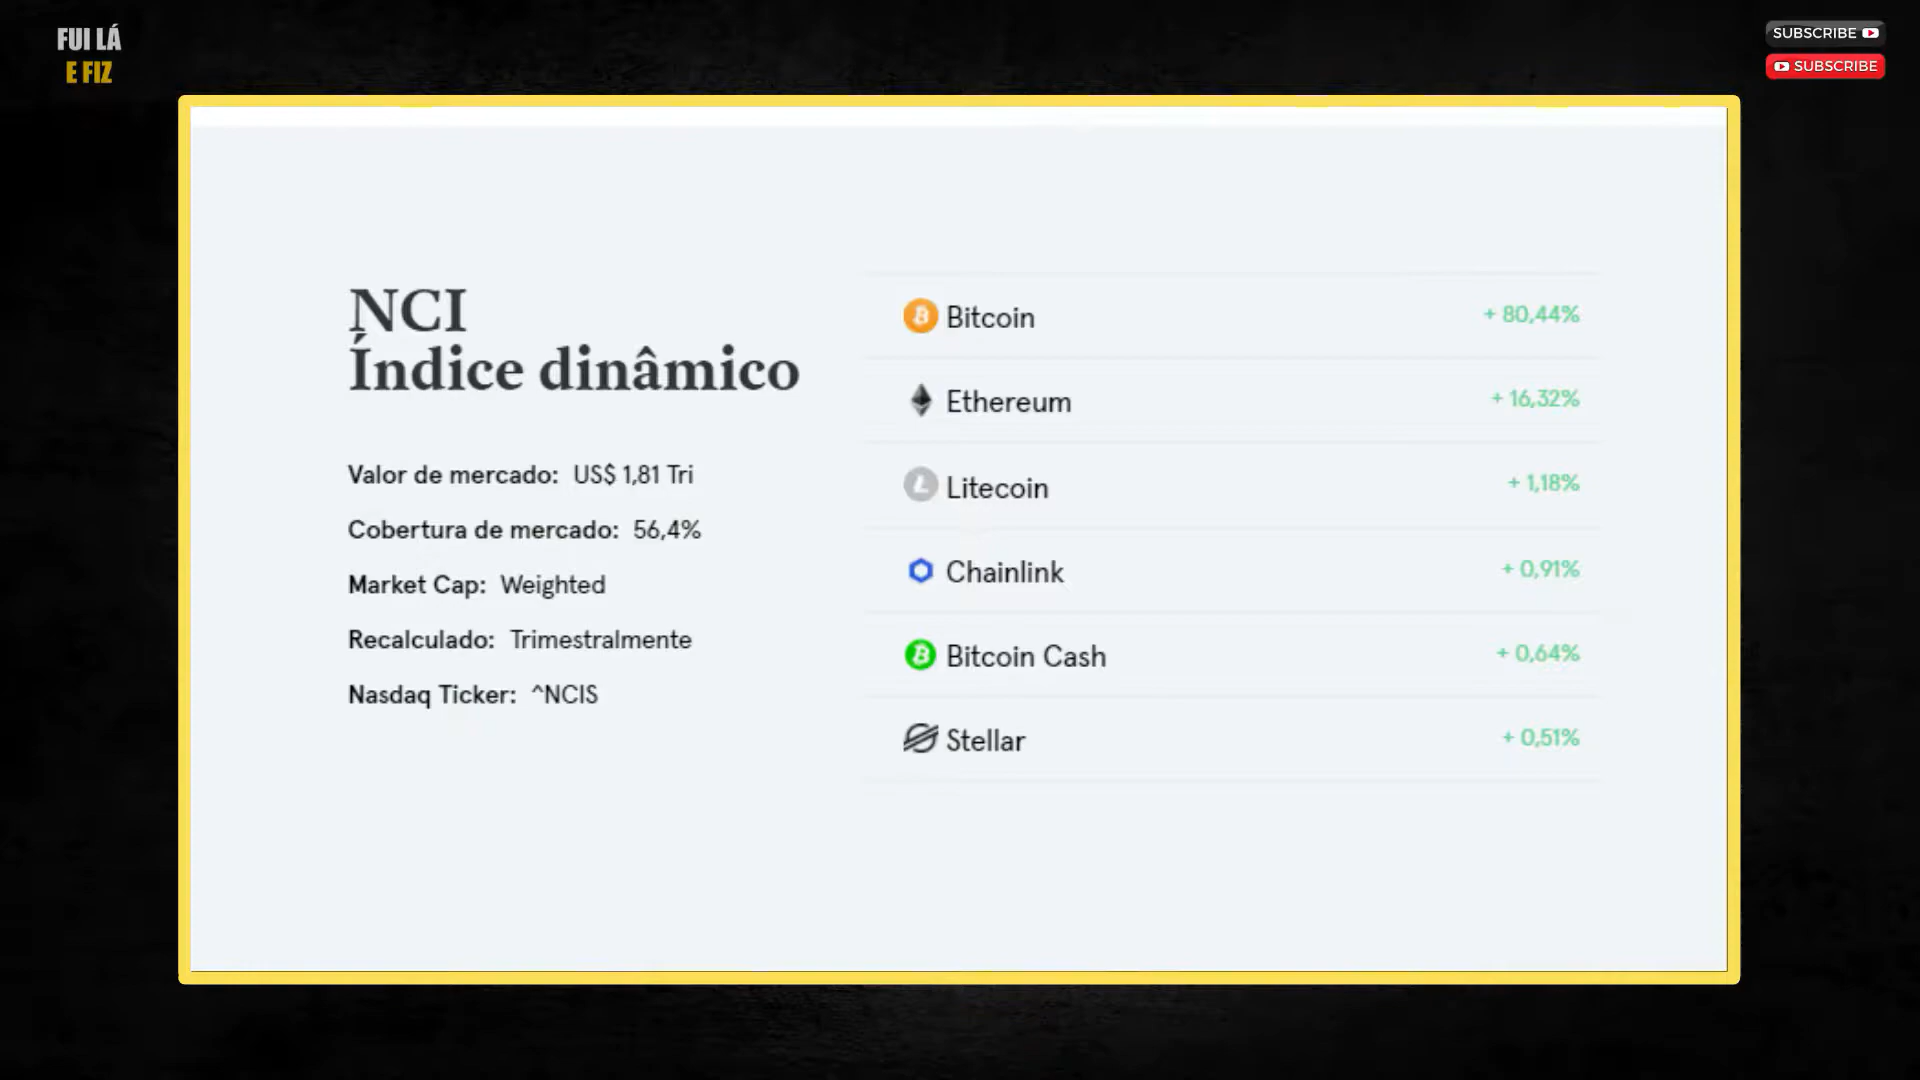 FUI LÁ
E FIZ
SUBSCRIBE
SUBSCRIBE
NCI
Índice dinâmico
Valor de mercado: US$ 1,81 Tri
Cobertura de mercado: 56,4%
Market Cap: Weighted
Recalculado: Trimestralmente
Nasdaq Ticker: ^NCIS
Bitcoin + 80,44%
Ethereum + 16,32%
Litecoin + 1,18%
Chainlink + 0,91%
Bitcoin Cash + 0,64%
Stellar + 0,51%